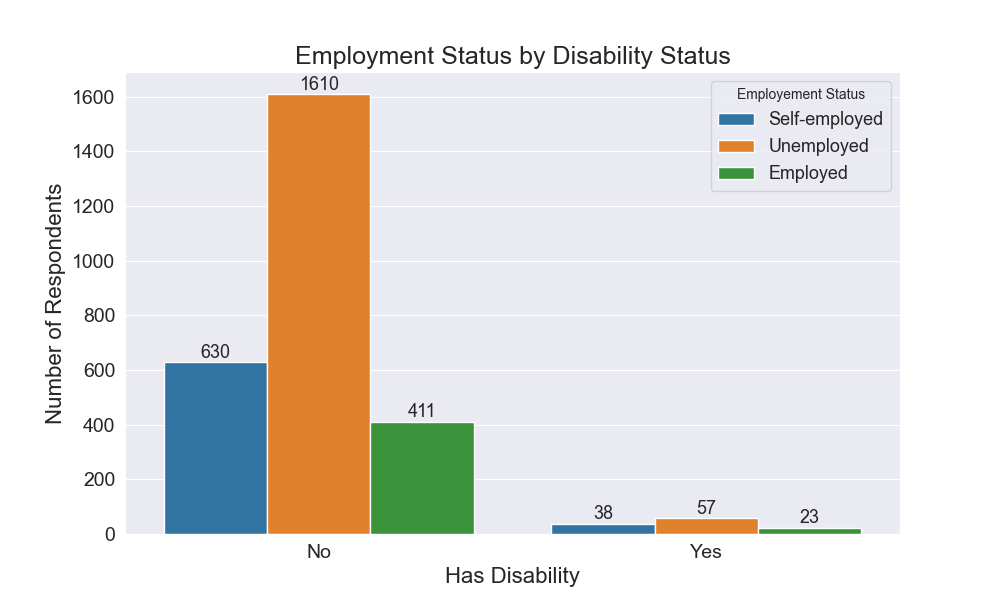 Employment Status by Disability Status
Number of Respondents
1600
1400
1200
1000
800
600
400
200
0
1610
630
411
38
57
23
Employement Status
Self-employed
Unemployed
Employed
No
Yes
Has Disability